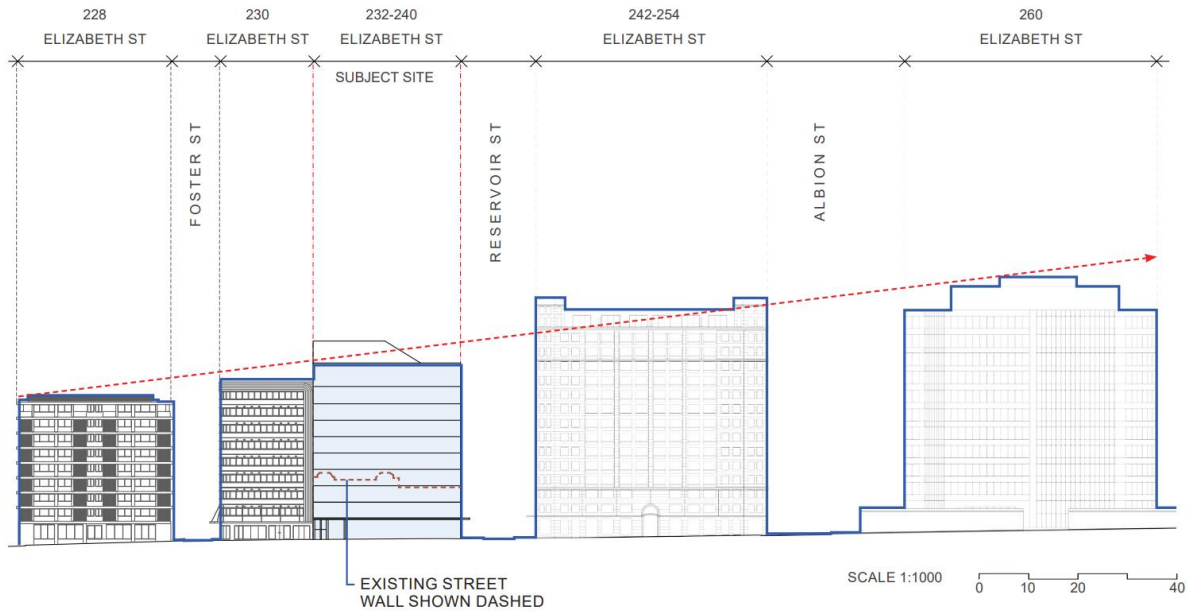 228
ELIZABETH ST
230
ELIZABETH ST
232-240
ELIZABETH ST
242-254
ELIZABETH ST
260
ELIZABETH ST
SUBJECT SITE
FOSTER ST
RESERVOIR ST
ALBION ST
EXISTING STREET
WALL SHOWN DASHED
SCALE 1:1000
0 10 20 40